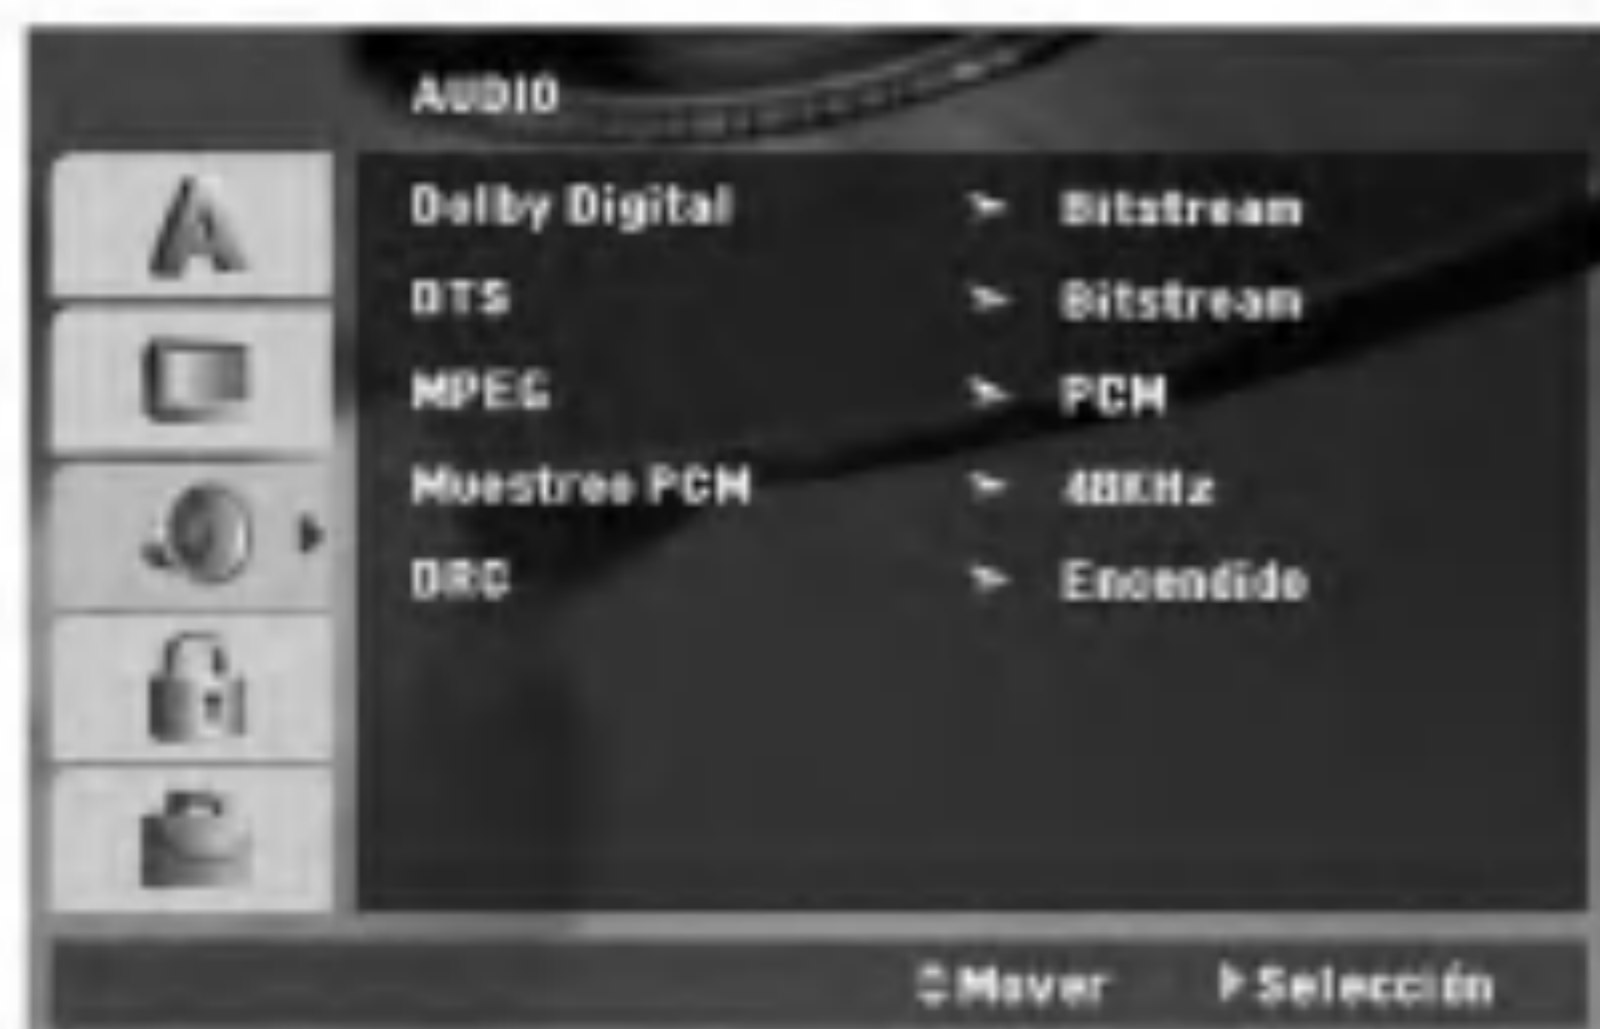 AUDIO
Dolby Digital Bitstream
DTS Bitstream
MPEG PCM
Muestreo PCM 48KHz
DRC Encendido
Mover Selección